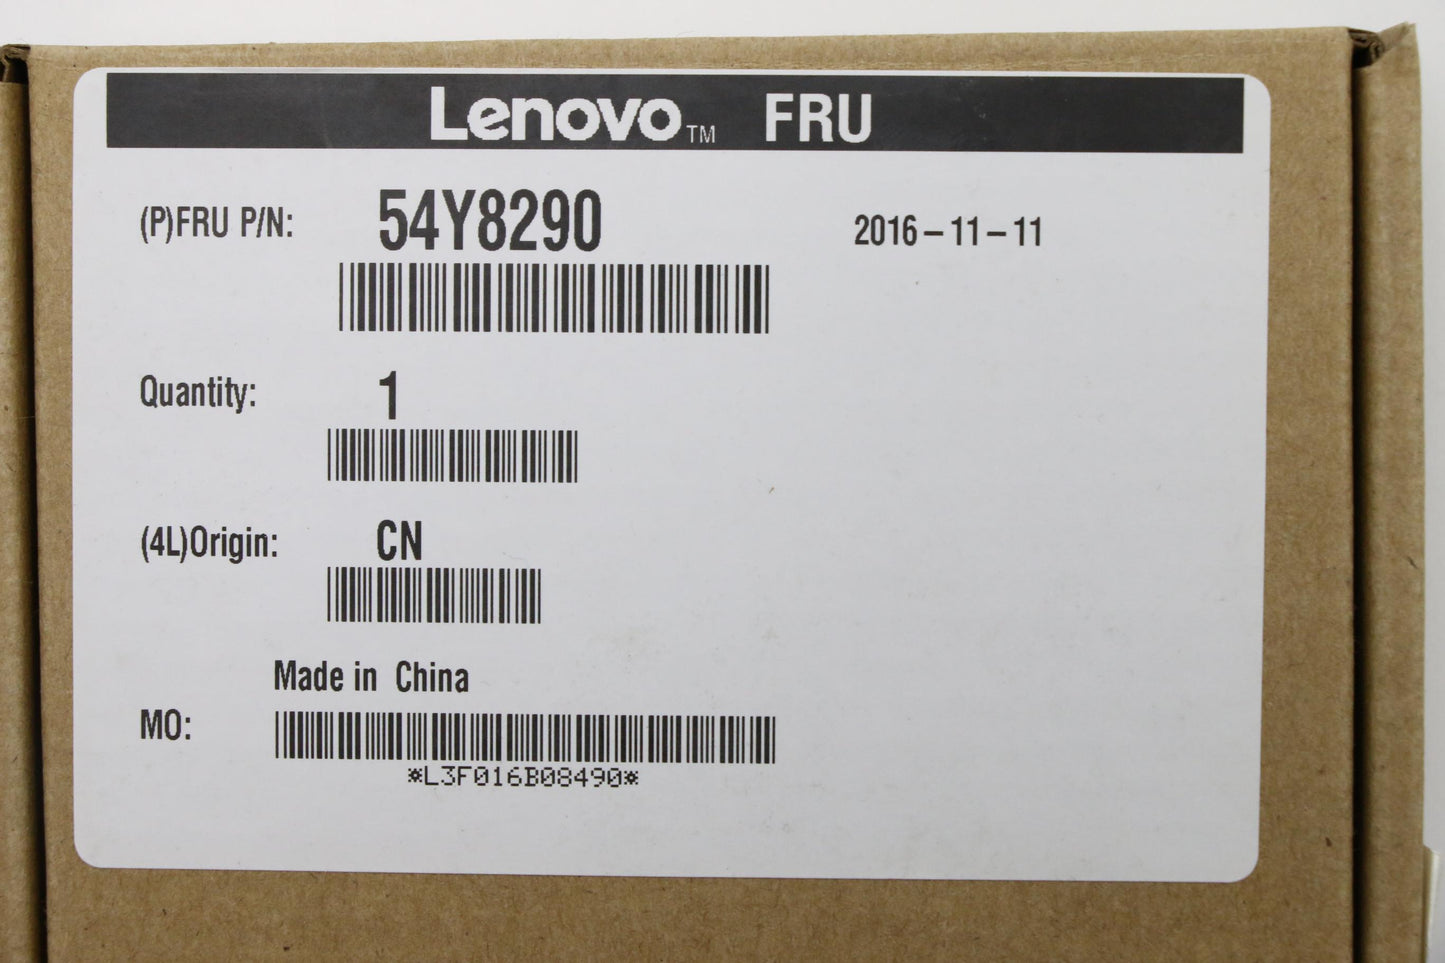 Lenovo™ FRU
(P)FRU P/N: 54Y8290 2016-11-11
Quantity: 1
(4L)Origin: CN
Made in China
MO:
*L3F016B08490*